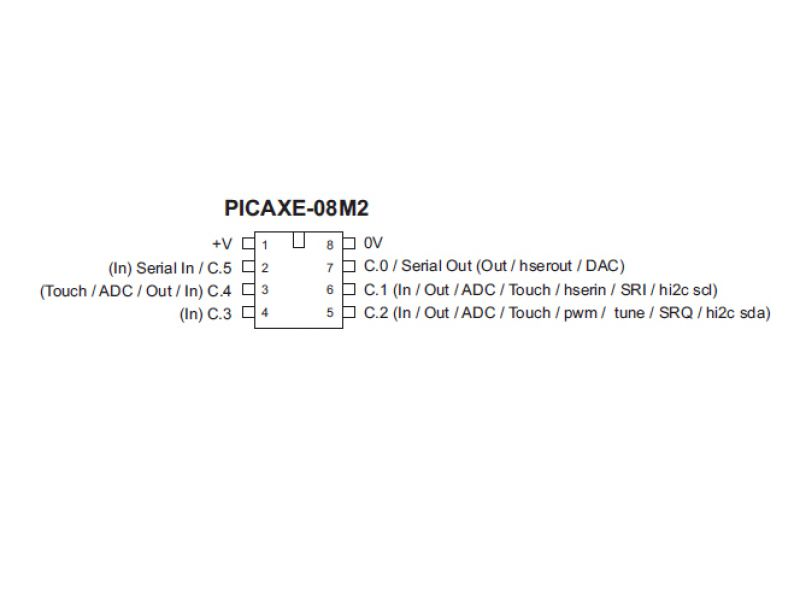 PICAXE-08M2
+V 1 8 0V
(In) Serial In / C.5 2 7 C.0 / Serial Out (Out / hserout / DAC)
(Touch / ADC / Out / In) C.4 3 6 C.1 (In / Out / ADC / Touch / hserin / SRI / hi2c scl)
(In) C.3 4 5 C.2 (In / Out / ADC / Touch / pwm / tune / SRQ / hi2c sda)